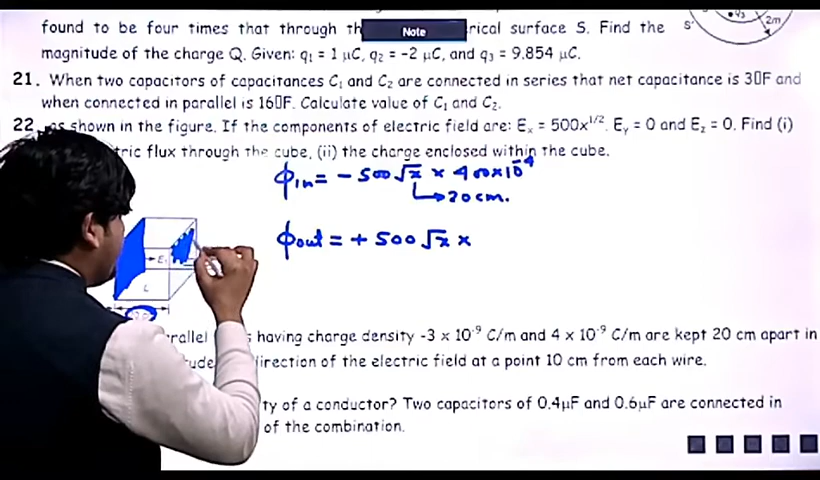 found to be four times that through th Note rical surface S. Find the
magnitude of the charge Q. Given: q₁ = 1 μC, q₂ = -2 μC, and q₃ = 9.854 μC.
S'
q₃
2m
21. When two capacitors of capacitances C₁ and C₂ are connected in series that net capacitance is 3▯F and
when connected in parallel is 16▯F. Calculate value of C₁ and C₂.
22. as shown in the figure. If the components of electric field are: Eₓ = 500x^1/2. Eᵧ = 0 and E_z = 0. Find (i)
tric flux through the cube, (ii) the charge enclosed within the cube.
ϕin = - 500√x × 400×10⁻⁴
20 cm.
ϕout = + 500 √x ×
L
rallel s having charge density -3 x 10⁻⁹ C/m and 4 x 10⁻⁹ C/m are kept 20 cm apart in
ude direction of the electric field at a point 10 cm from each wire.
ty of a conductor? Two capacitors of 0.4μF and 0.6μF are connected in
of the combination.